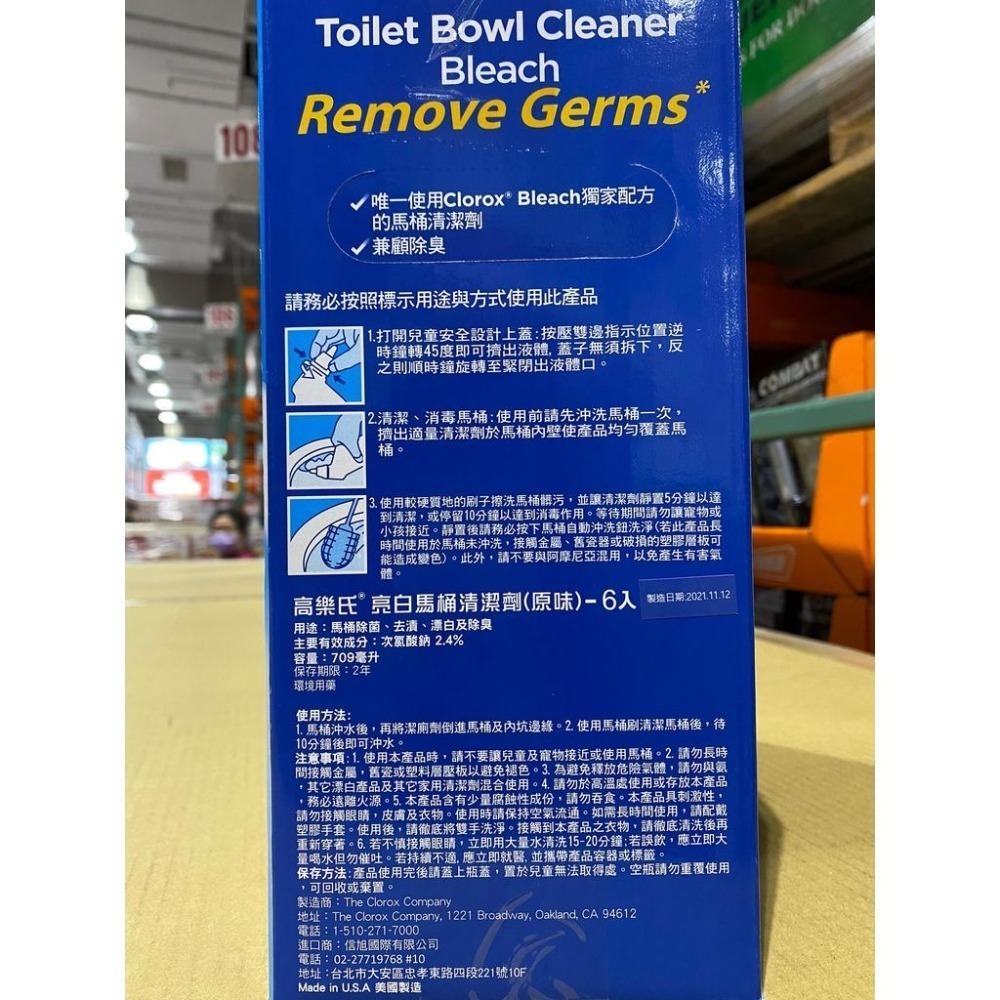 Toilet Bowl Cleaner
Bleach
Remove Germs*
✓唯一使用Clorox® Bleach獨家配方
的馬桶清潔劑
✓兼顧除臭
請務必按照標示用途與方式使用此產品
1.打開兒童安全設計上蓋:按壓雙邊指示位置逆
時鐘轉45度即可擠出液體, 蓋子無須拆下，反
之則順時鐘旋轉至緊閉出液體口。
2.清潔、消毒馬桶:使用前請先沖洗馬桶一次，
擠出適量清潔劑於馬桶內壁使產品均勻覆蓋馬
桶。
3.使用較硬質地的刷子擦洗馬桶髒污，並讓清潔劑靜置5分鐘以達
到清潔，或停留10分鐘以達到消毒作用。等待期間請勿讓寵物或
小孩接近。靜置後請務必按下馬桶自動沖洗鈕洗淨(若此產品長
時間使用於馬桶未沖洗，接觸金屬、舊瓷器或破損的塑膠層板可
能造成變色)。此外，請不要與阿摩尼亞混用，以免產生有害氣
體。
高樂氏® 亮白馬桶清潔劑(原味)-6入
製造日期:2021.11.12
用途：馬桶除菌、去漬、漂白及除臭
主要有效成分：次氯酸鈉 2.4%
容量：709毫升
保存期限：2年
環境用藥
使用方法:
1. 馬桶沖水後，再將潔廁劑倒進馬桶及內坑邊緣。2. 使用馬桶刷清潔馬桶後，待
10分鐘後即可沖水。
注意事項:1. 使用本產品時，請不要讓兒童及寵物接近或使用馬桶。2. 請勿長時
間接觸金屬，舊瓷或塑料層壓板以避免褪色。3. 為避免釋放危險氣體，請勿與氨
，其它漂白產品及其它家用清潔劑混合使用。4. 請勿於高溫處使用或存放本產品
，務必遠離火源。5. 本產品含有少量腐蝕性成份，請勿吞食。本產品具刺激性，
請勿接觸眼睛，皮膚及衣物。使用時請保持空氣流通。如需長時間使用，請配戴
塑膠手套。使用後，請徹底將雙手洗淨。接觸到本產品之衣物，請徹底清洗後再
重新穿著。6. 若不慎接觸眼睛，立即用大量水清洗15-20分鐘;若誤飲，應立即大
量喝水但勿催吐。若持續不適, 應立即就醫, 並攜帶產品容器或標籤。
保存方法:產品使用完後請蓋上瓶蓋，置於兒童無法取得處。空瓶請勿重覆使用
，可回收或棄置。
製造商：The Clorox Company
地址：The Clorox Company, 1221 Broadway, Oakland, CA 94612
電話：1-510-271-7000
進口商：信旭國際有限公司
電話：02-27719768 #10
地址：台北市大安區忠孝東路四段221號10F
Made in U.S.A 美國製造
108
COMBAT